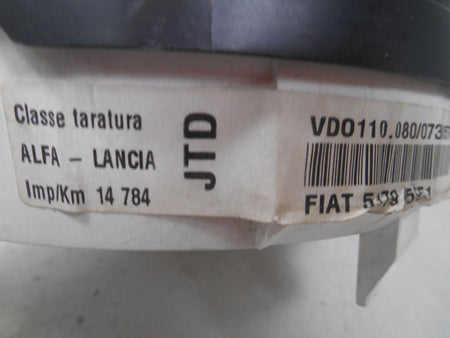 Classe taratura
ALFA - LANCIA
Imp/Km 14 784
JTD
VDO110.080/073
FIAT